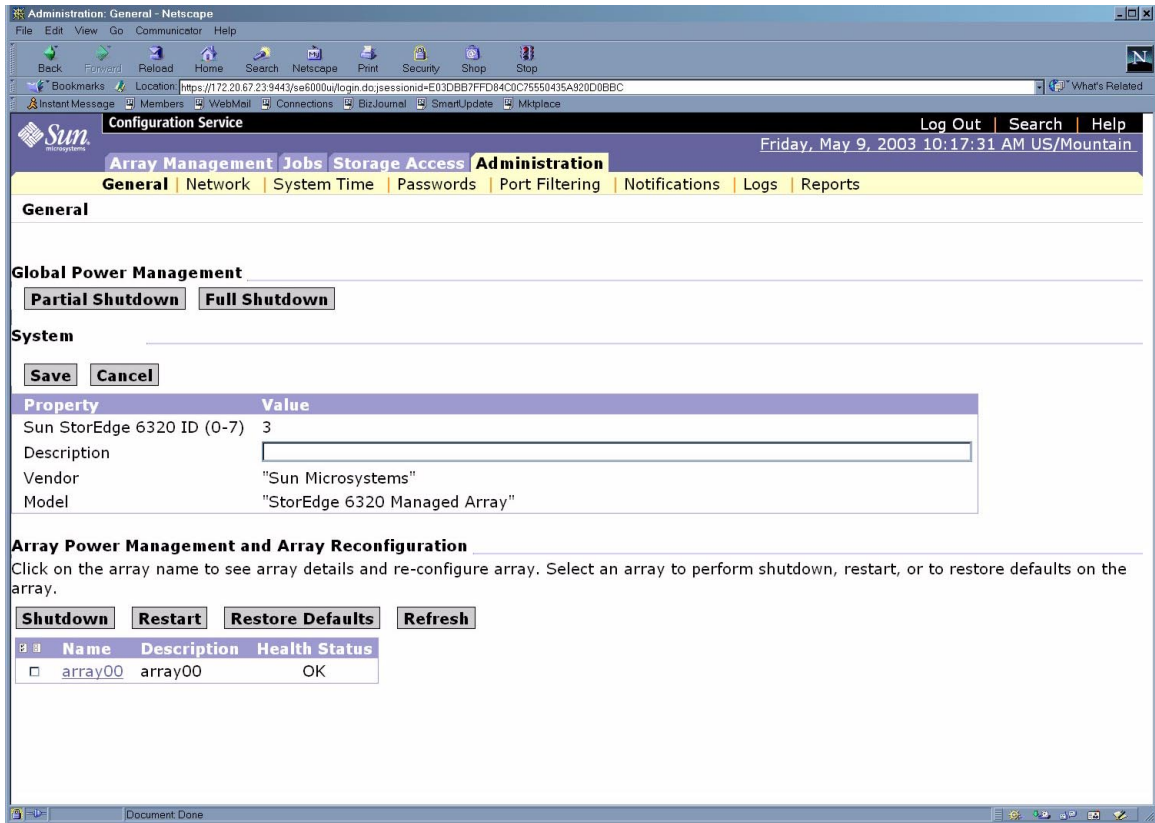 Administration: General - Netscape
File Edit View Go Communicator Help
Back Forward Reload Home Search Netscape Print Security Shop Stop
Bookmarks Location: https://172.20.67.23:9443/se6000ui/login.do;jsessionid=E03DBB7FFD84C0C75550435A920D0BBC What's Related
Instant Message Members WebMail Connections BizJournal SmartUpdate Mktplace
Sun microsystems
Configuration Service
Log Out | Search | Help
Friday, May 9, 2003 10:17:31 AM US/Mountain
Array Management Jobs Storage Access Administration
General | Network | System Time | Passwords | Port Filtering | Notifications | Logs | Reports
General
Global Power Management
Partial Shutdown Full Shutdown
System
Save Cancel
Property Value
Sun StorEdge 6320 ID (0-7) 3
Description
Vendor "Sun Microsystems"
Model "StorEdge 6320 Managed Array"
Array Power Management and Array Reconfiguration
Click on the array name to see array details and re-configure array. Select an array to perform shutdown, restart, or to restore defaults on the
array.
Shutdown Restart Restore Defaults Refresh
Name Description Health Status
array00 array00 OK
Document: Done